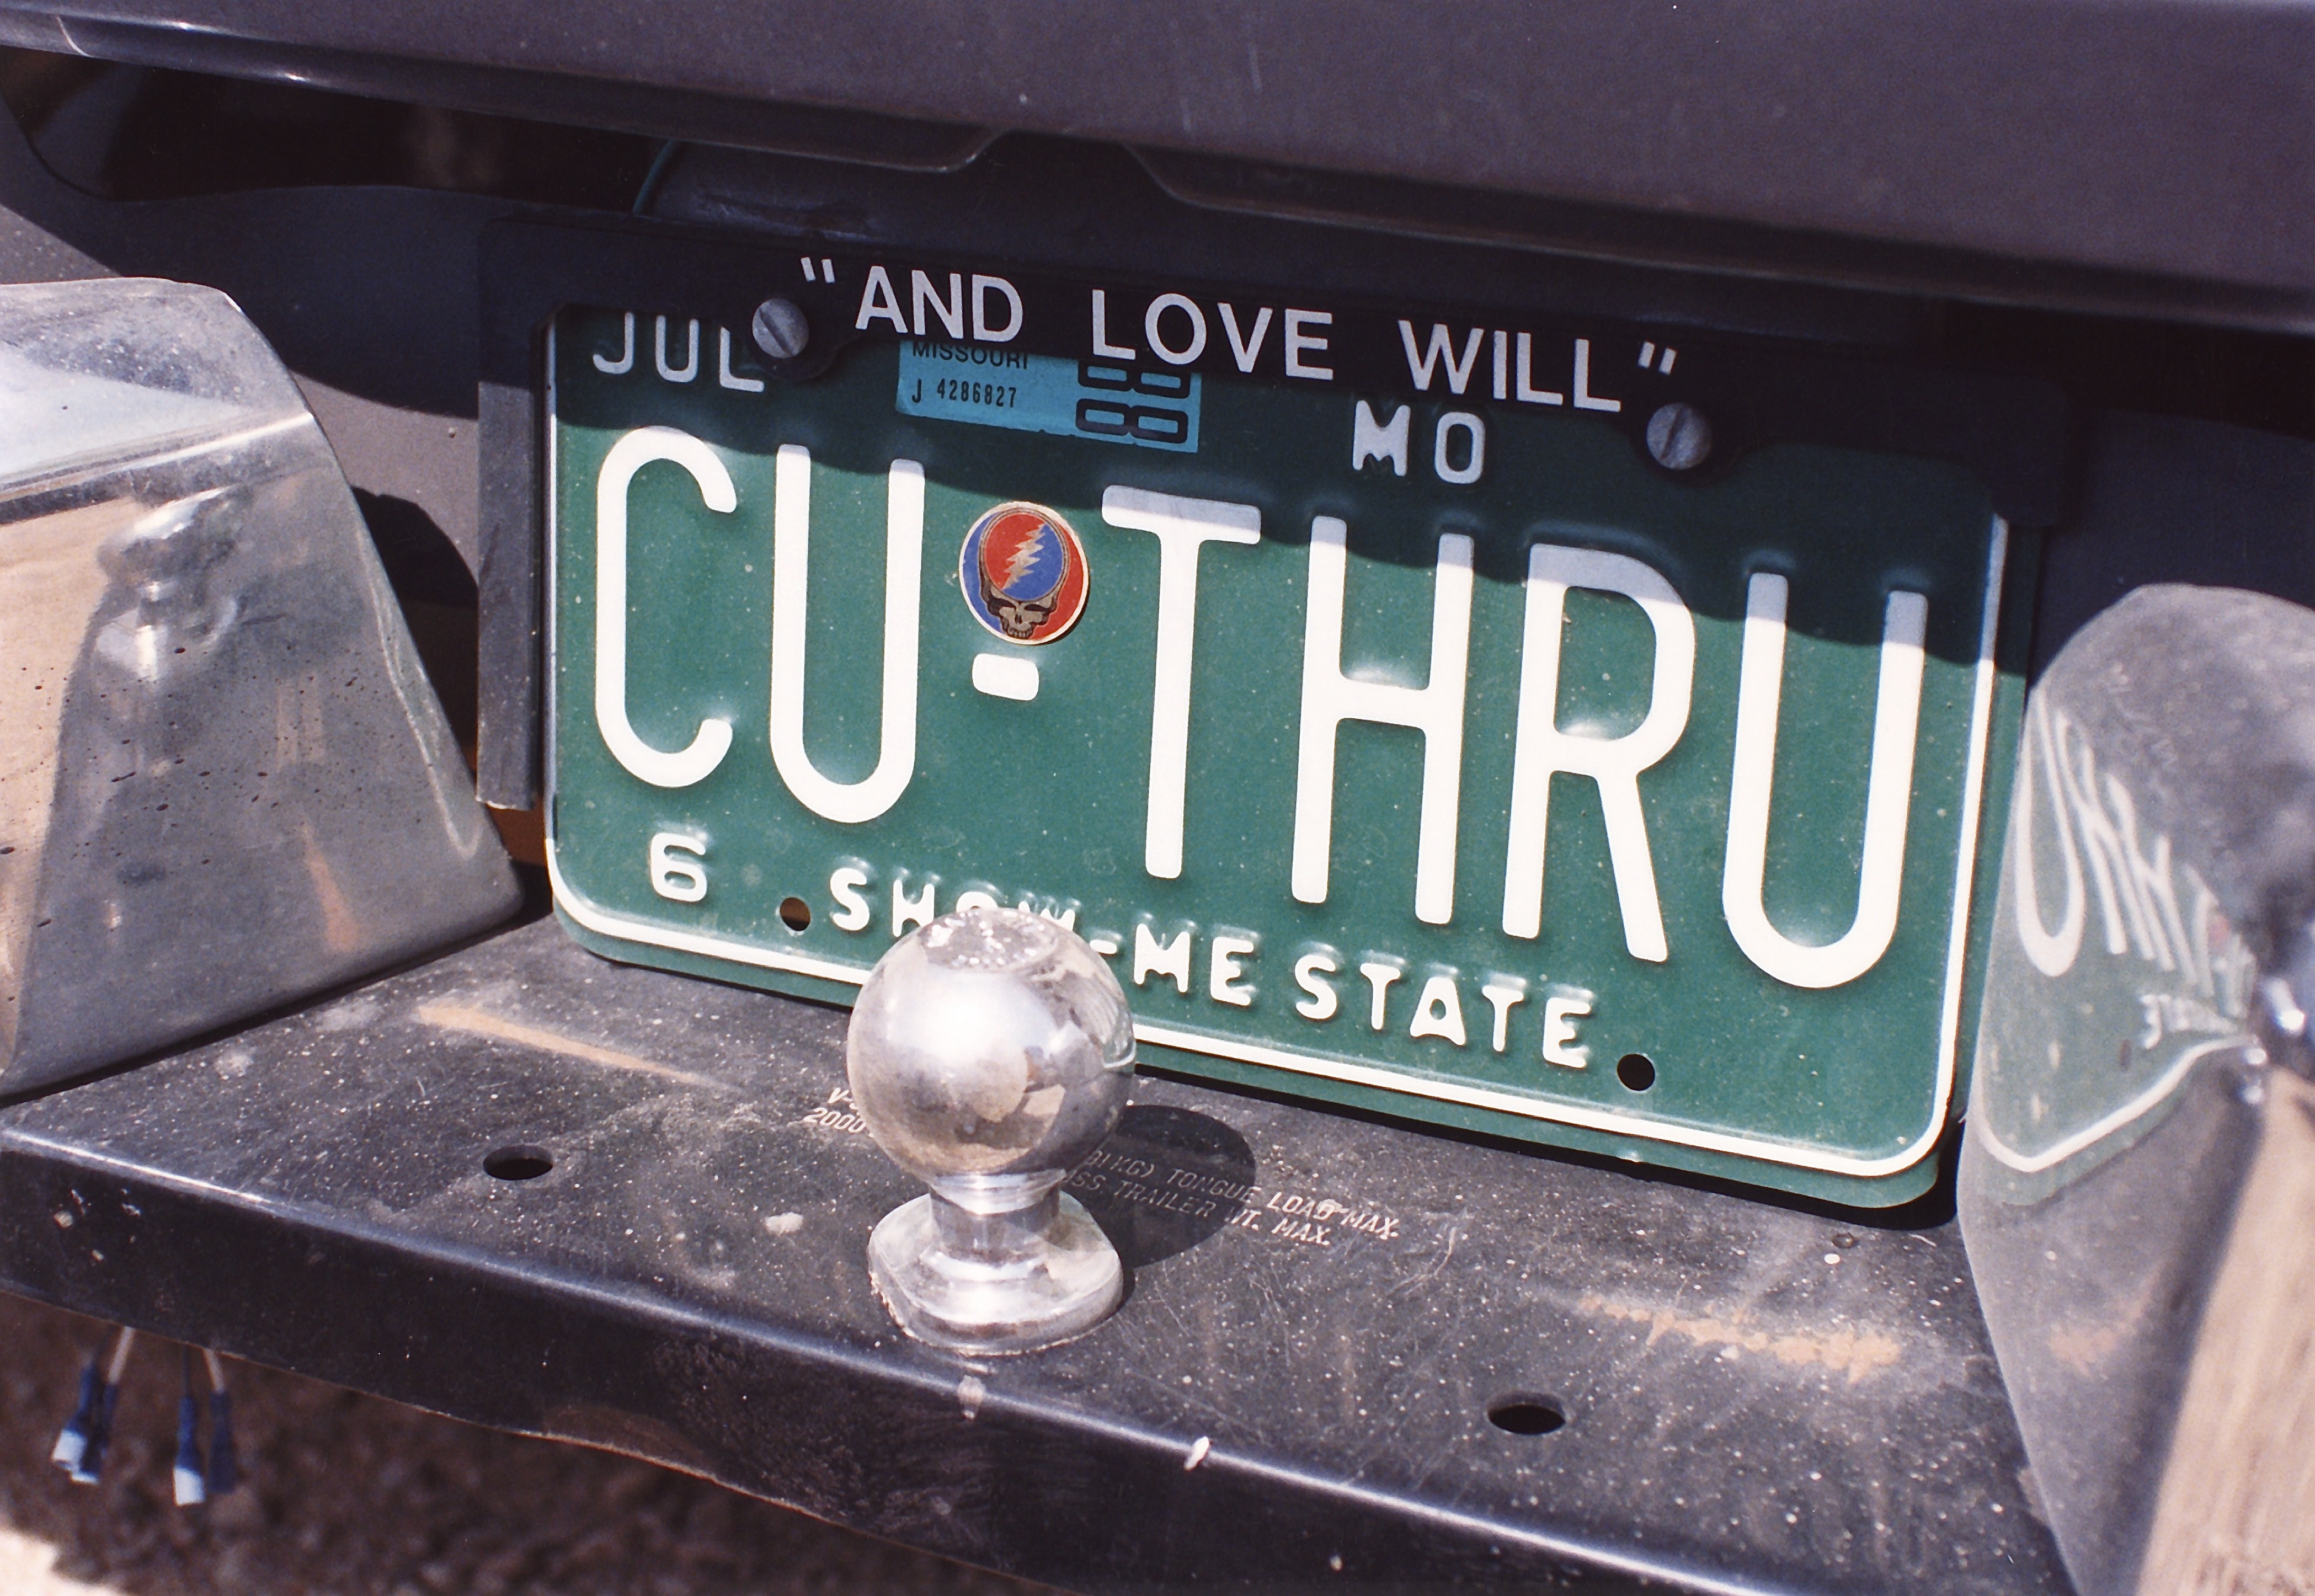 "AND LOVE WILL"
JUL
MISSOURI
J 4286827
88
MO
CU-THRU
6
SHOW-ME STATE
2000
TONGUE LOAD MAX.
TRAILER WT. MAX.